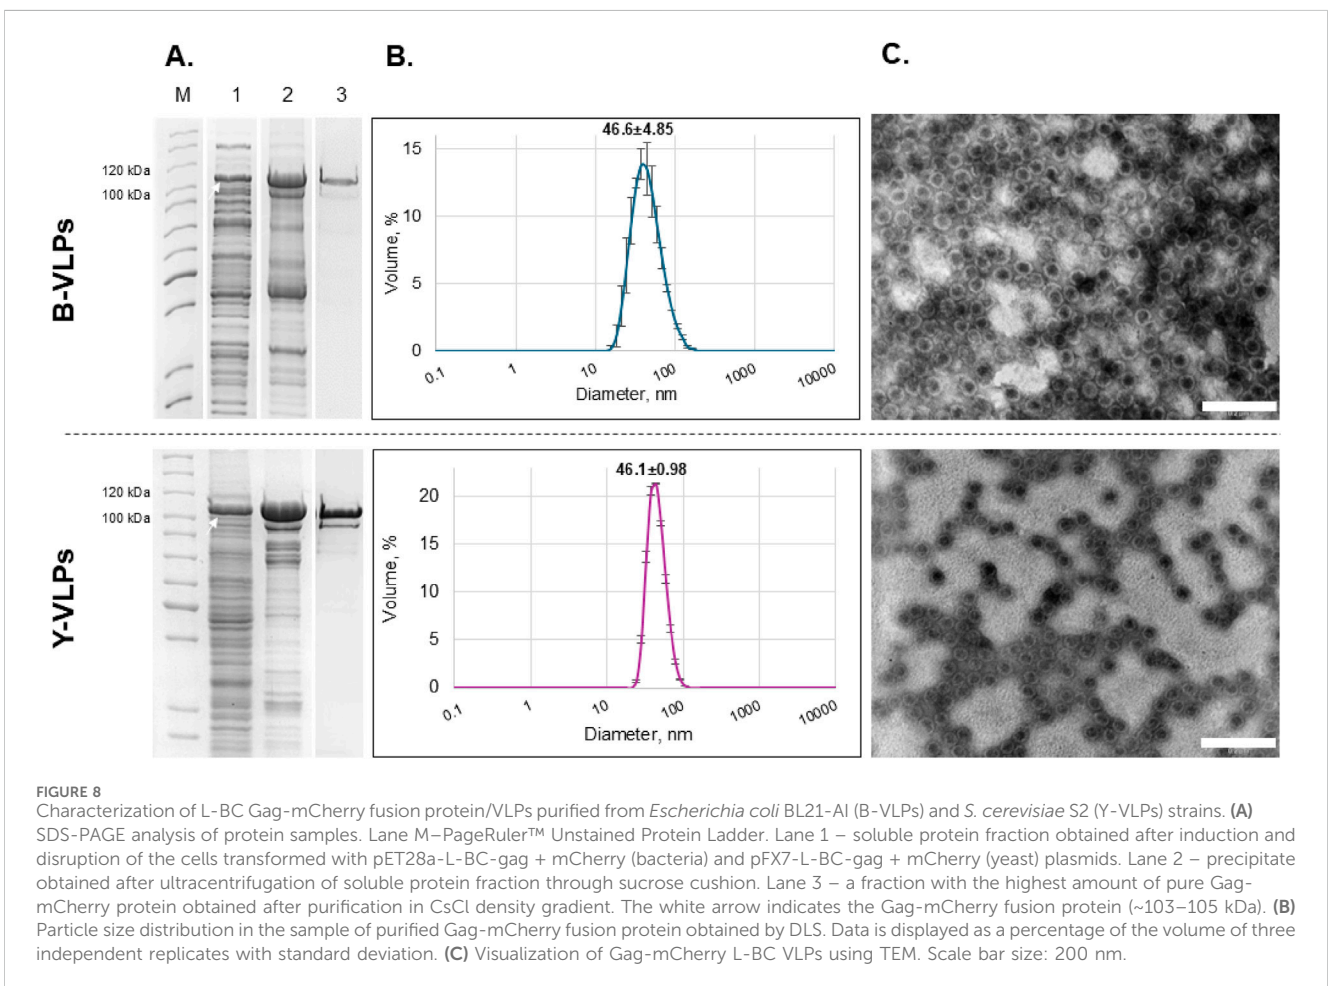 A.
B.
C.
M 1 2 3
B-VLPs
120 kDa
100 kDa
46.6±4.85
Volume, %
15
10
5
0
0.1 1 10 100 1000 10000
Diameter, nm
Y-VLPs
120 kDa
100 kDa
46.1±0.98
Volume, %
20
15
10
5
0
0.1 1 10 100 1000 10000
Diameter, nm
FIGURE 8
Characterization of L-BC Gag-mCherry fusion protein/VLPs purified from Escherichia coli BL21-AI (B-VLPs) and S. cerevisiae S2 (Y-VLPs) strains. (A)
SDS-PAGE analysis of protein samples. Lane M–PageRuler™ Unstained Protein Ladder. Lane 1 – soluble protein fraction obtained after induction and
disruption of the cells transformed with pET28a-L-BC-gag + mCherry (bacteria) and pFX7-L-BC-gag + mCherry (yeast) plasmids. Lane 2 – precipitate
obtained after ultracentrifugation of soluble protein fraction through sucrose cushion. Lane 3 – a fraction with the highest amount of pure Gag-
mCherry protein obtained after purification in CsCl density gradient. The white arrow indicates the Gag-mCherry fusion protein (~103–105 kDa). (B)
Particle size distribution in the sample of purified Gag-mCherry fusion protein obtained by DLS. Data is displayed as a percentage of the volume of three
independent replicates with standard deviation. (C) Visualization of Gag-mCherry L-BC VLPs using TEM. Scale bar size: 200 nm.